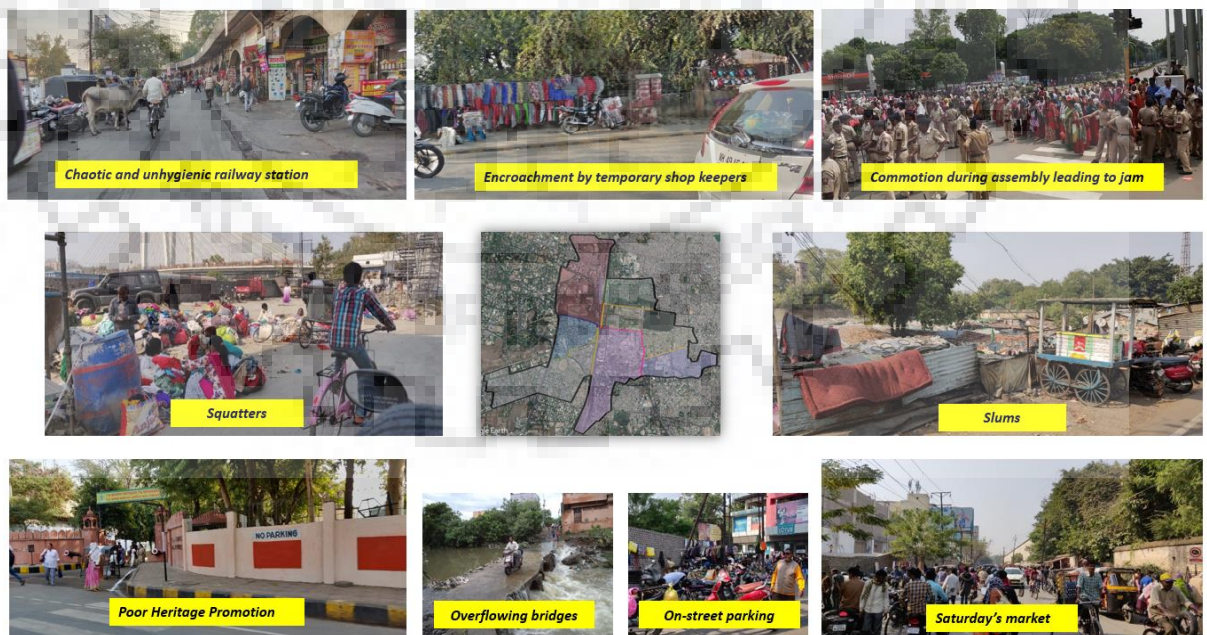 Chaotic and unhygienic railway station
Encroachment by temporary shop keepers
Commotion during assembly leading to jam
Squatters
Slums
NO PARKING
Poor Heritage Promotion
Overflowing bridges
On-street parking
Saturday's market